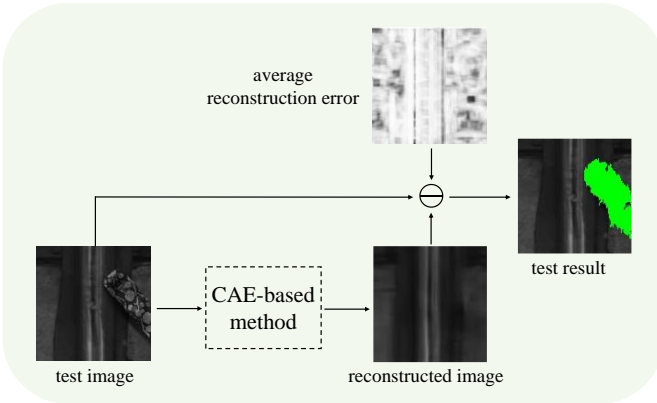 average
reconstruction error
test result
CAE-based
method
test image
reconstructed image